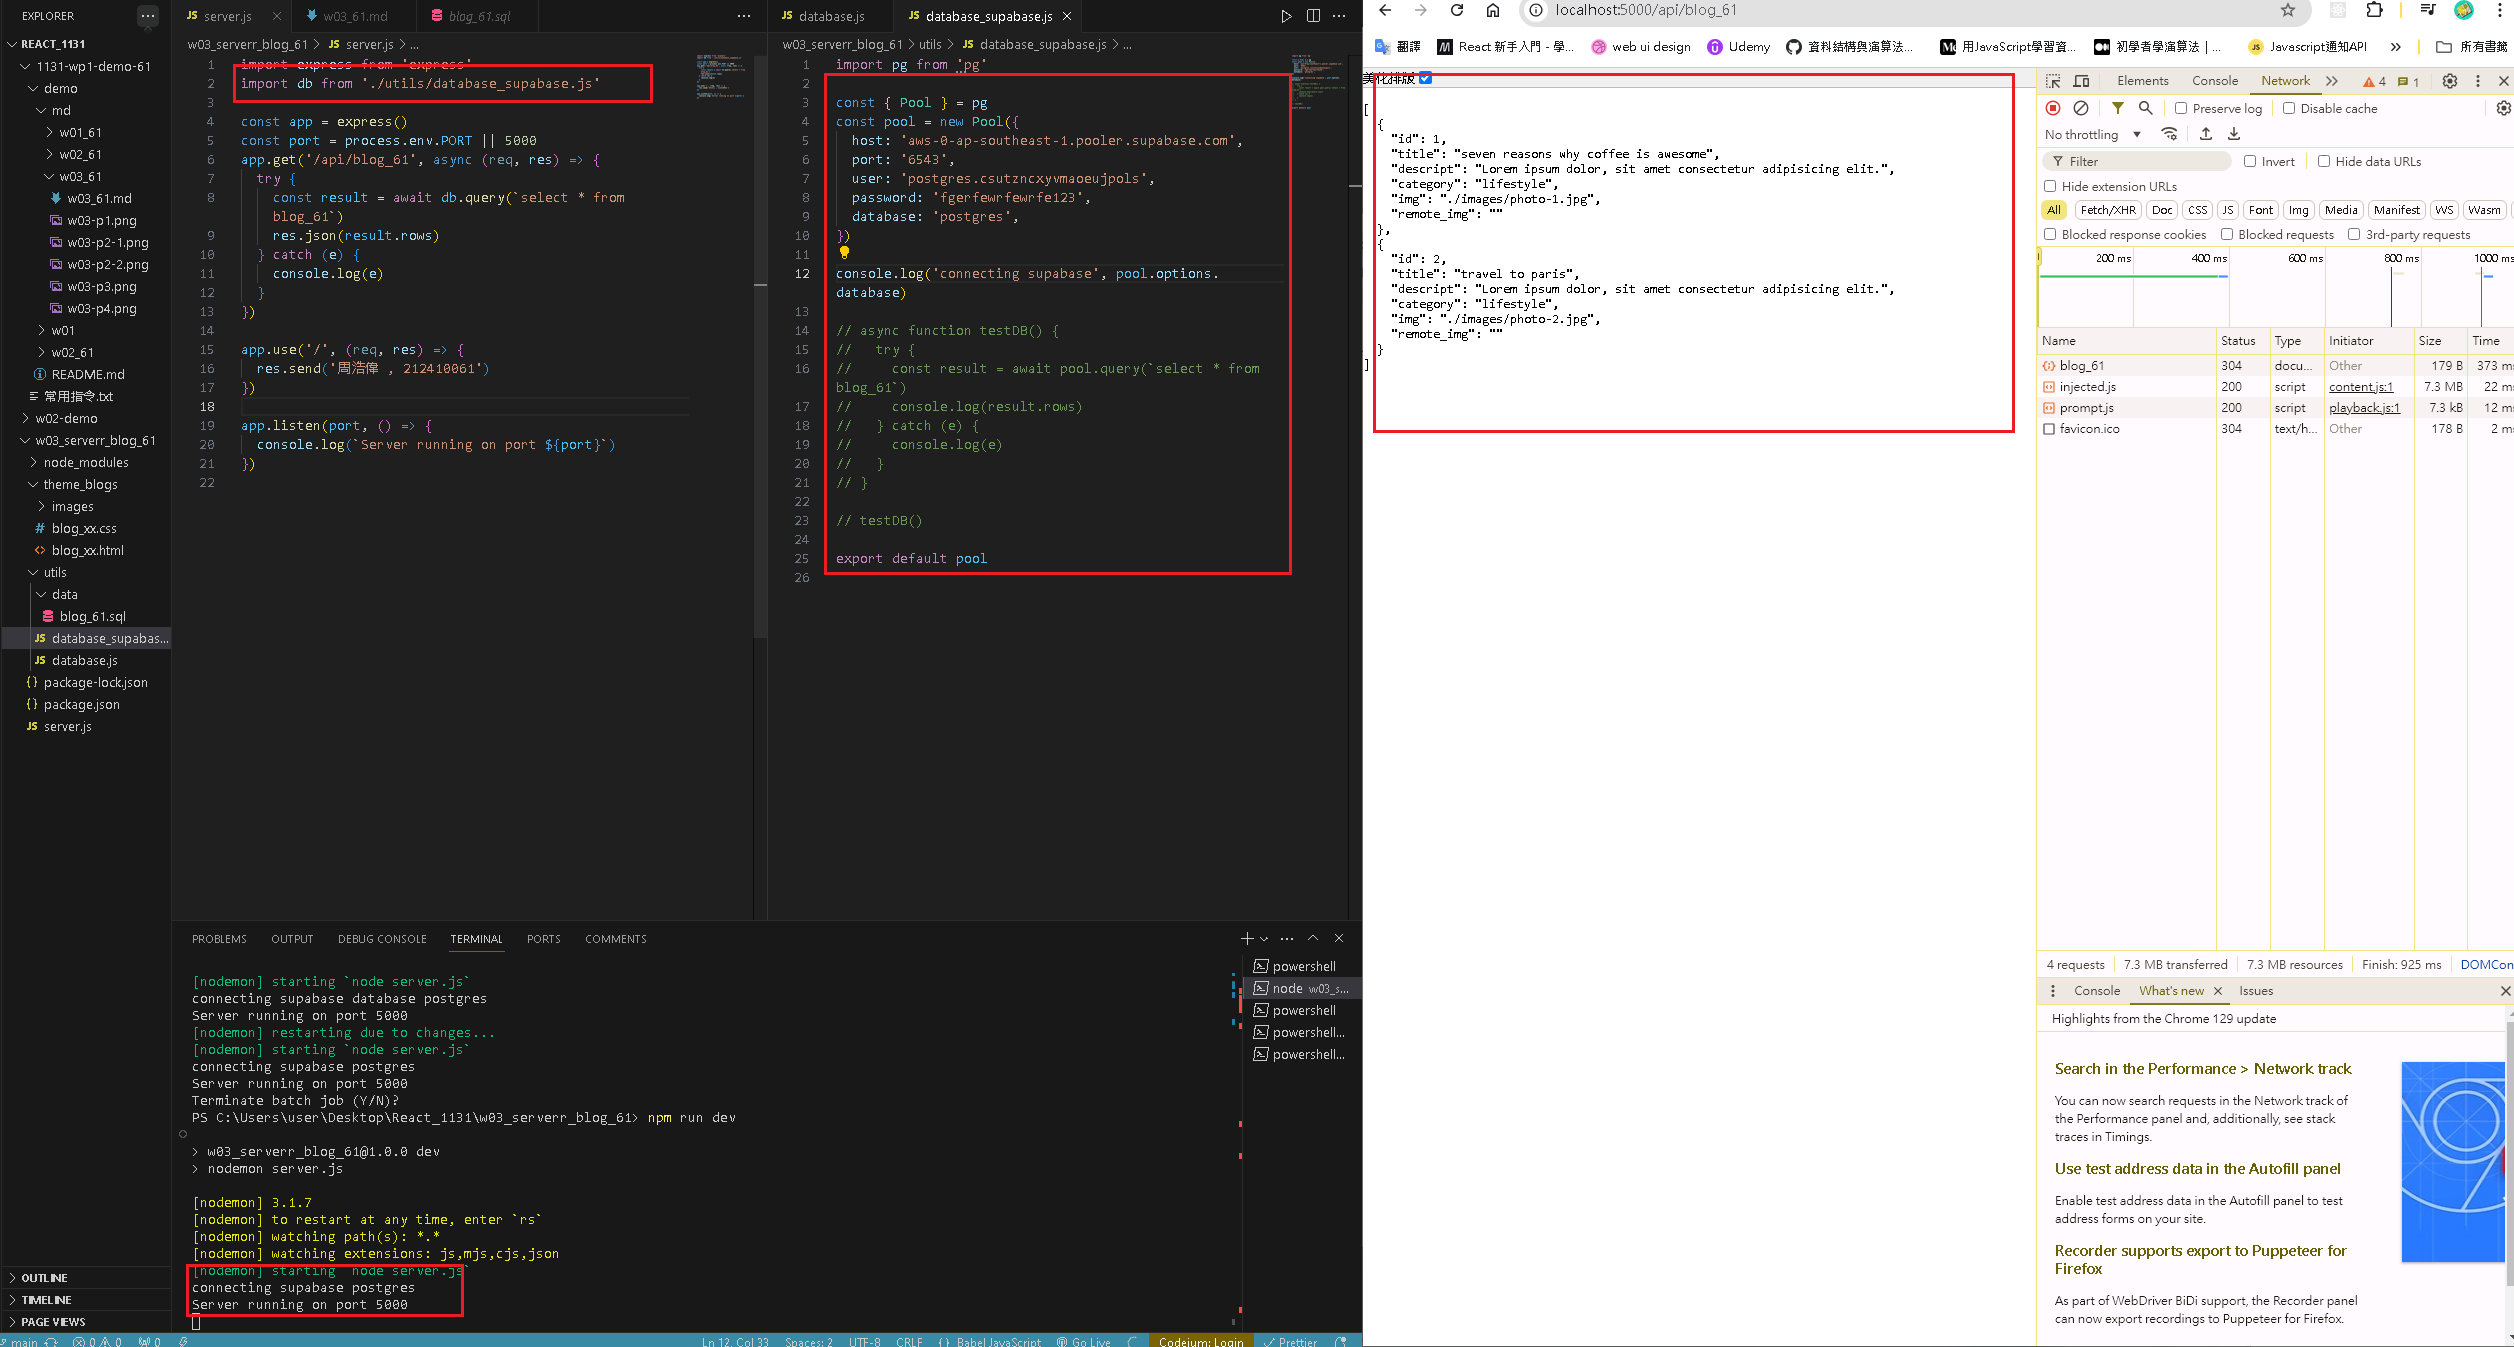 EXPLORER
REACT_1131
1131-wp1-demo-61
demo
md
w01_61
w02_61
w03_61
w03_61.md
w03-p1.png
w03-p2-1.png
w03-p2-2.png
w03-p3.png
w03-p4.png
w01
w02_61
README.md
常用指令.txt
w02-demo
w03_serverr_blog_61
node_modules
theme_blogs
images
blog_xx.css
blog_xx.html
utils
data
blog_61.sql
database_supabas...
database.js
package-lock.json
package.json
server.js
OUTLINE
TIMELINE
PAGE VIEWS
server.js
w03_61.md
blog_61.sql
w03_serverr_blog_61 > JS server.js > ...
1 import express from 'express'
2 import db from './utils/database_supabase.js'
3
4 const app = express()
5 const port = process.env.PORT || 5000
6 app.get('/api/blog_61', async (req, res) => {
7 try {
8 const result = await db.query(`select * from
blog_61`)
9 res.json(result.rows)
10 } catch (e) {
11 console.log(e)
12 }
13 })
14
15 app.use('/', (req, res) => {
16 res.send('周浩偉 , 212410061')
17 })
18
19 app.listen(port, () => {
20 console.log(`Server running on port ${port}`)
21 })
22
database.js
database_supabase.js
w03_serverr_blog_61 > utils > JS database_supabase.js > ...
1 import pg from 'pg'
2
3 const { Pool } = pg
4 const pool = new Pool({
5 host: 'aws-0-ap-southeast-1.pooler.supabase.com',
6 port: '6543',
7 user: 'postgres.csutzncxyvmaoeujpols',
8 password: 'fgerfewrfewrfe123',
9 database: 'postgres',
10 })
11
12 console.log('connecting supabase', pool.options.
database)
13
14 // async function testDB() {
15 // try {
16 // const result = await pool.query(`select * from
blog_61`)
17 // console.log(result.rows)
18 // } catch (e) {
19 // console.log(e)
20 // }
21 // }
22
23 // testDB()
24
25 export default pool
26
PROBLEMS OUTPUT DEBUG CONSOLE TERMINAL PORTS COMMENTS
[nodemon] starting `node server.js`
connecting supabase database postgres
Server running on port 5000
[nodemon] restarting due to changes...
[nodemon] starting `node server.js`
connecting supabase postgres
Server running on port 5000
Terminate batch job (Y/N)?
PS C:\Users\user\Desktop\React_1131\w03_serverr_blog_61> npm run dev
> w03_serverr_blog_61@1.0.0 dev
> nodemon server.js
[nodemon] 3.1.7
[nodemon] to restart at any time, enter `rs`
[nodemon] watching path(s): *.*
[nodemon] watching extensions: js,mjs,cjs,json
[nodemon] starting `node server.js`
connecting supabase postgres
Server running on port 5000
powershell
node w03_s...
powershell
powershell...
powershell...
main 0 0 0 Ln 12, Col 33 Spaces: 2 UTF-8 CRLF {} Babel JavaScript Go Live Codeium: Login Prettier
localhost:5000/api/blog_61
翻譯 React 新手入門 - 學... web ui design Udemy 資料結構與演算法... 用JavaScript學習資... 初學者學演算法 | ... Javascript通知API » 所有書籤
美化排版
[
{
"id": 1,
"title": "seven reasons why coffee is awesome",
"descript": "Lorem ipsum dolor, sit amet consectetur adipisicing elit.",
"category": "lifestyle",
"img": "./images/photo-1.jpg",
"remote_img": ""
},
{
"id": 2,
"title": "travel to paris",
"descript": "Lorem ipsum dolor, sit amet consectetur adipisicing elit.",
"category": "lifestyle",
"img": "./images/photo-2.jpg",
"remote_img": ""
}
]
Elements Console Network » 4 1
Preserve log Disable cache
No throttling
Filter Invert Hide data URLs
Hide extension URLs
All Fetch/XHR Doc CSS JS Font Img Media Manifest WS Wasm
Blocked response cookies Blocked requests 3rd-party requests
200 ms 400 ms 600 ms 800 ms 1000 ms
Name Status Type Initiator Size Time
blog_61 304 docu... Other 179 B 373 ms
injected.js 200 script content.js:1 7.3 MB 22 ms
prompt.js 200 script playback.js:1 7.3 kB 12 ms
favicon.ico 304 text/h... Other 178 B 2 ms
4 requests 7.3 MB transferred 7.3 MB resources Finish: 925 ms DOMCon
Console What's new Issues
Highlights from the Chrome 129 update
Search in the Performance > Network track
You can now search requests in the Network track of
the Performance panel and, additionally, see stack
traces in Timings.
Use test address data in the Autofill panel
Enable test address data in the Autofill panel to test
address forms on your site.
Recorder supports export to Puppeteer for
Firefox
As part of WebDriver BiDi support, the Recorder panel
can now export recordings to Puppeteer for Firefox.